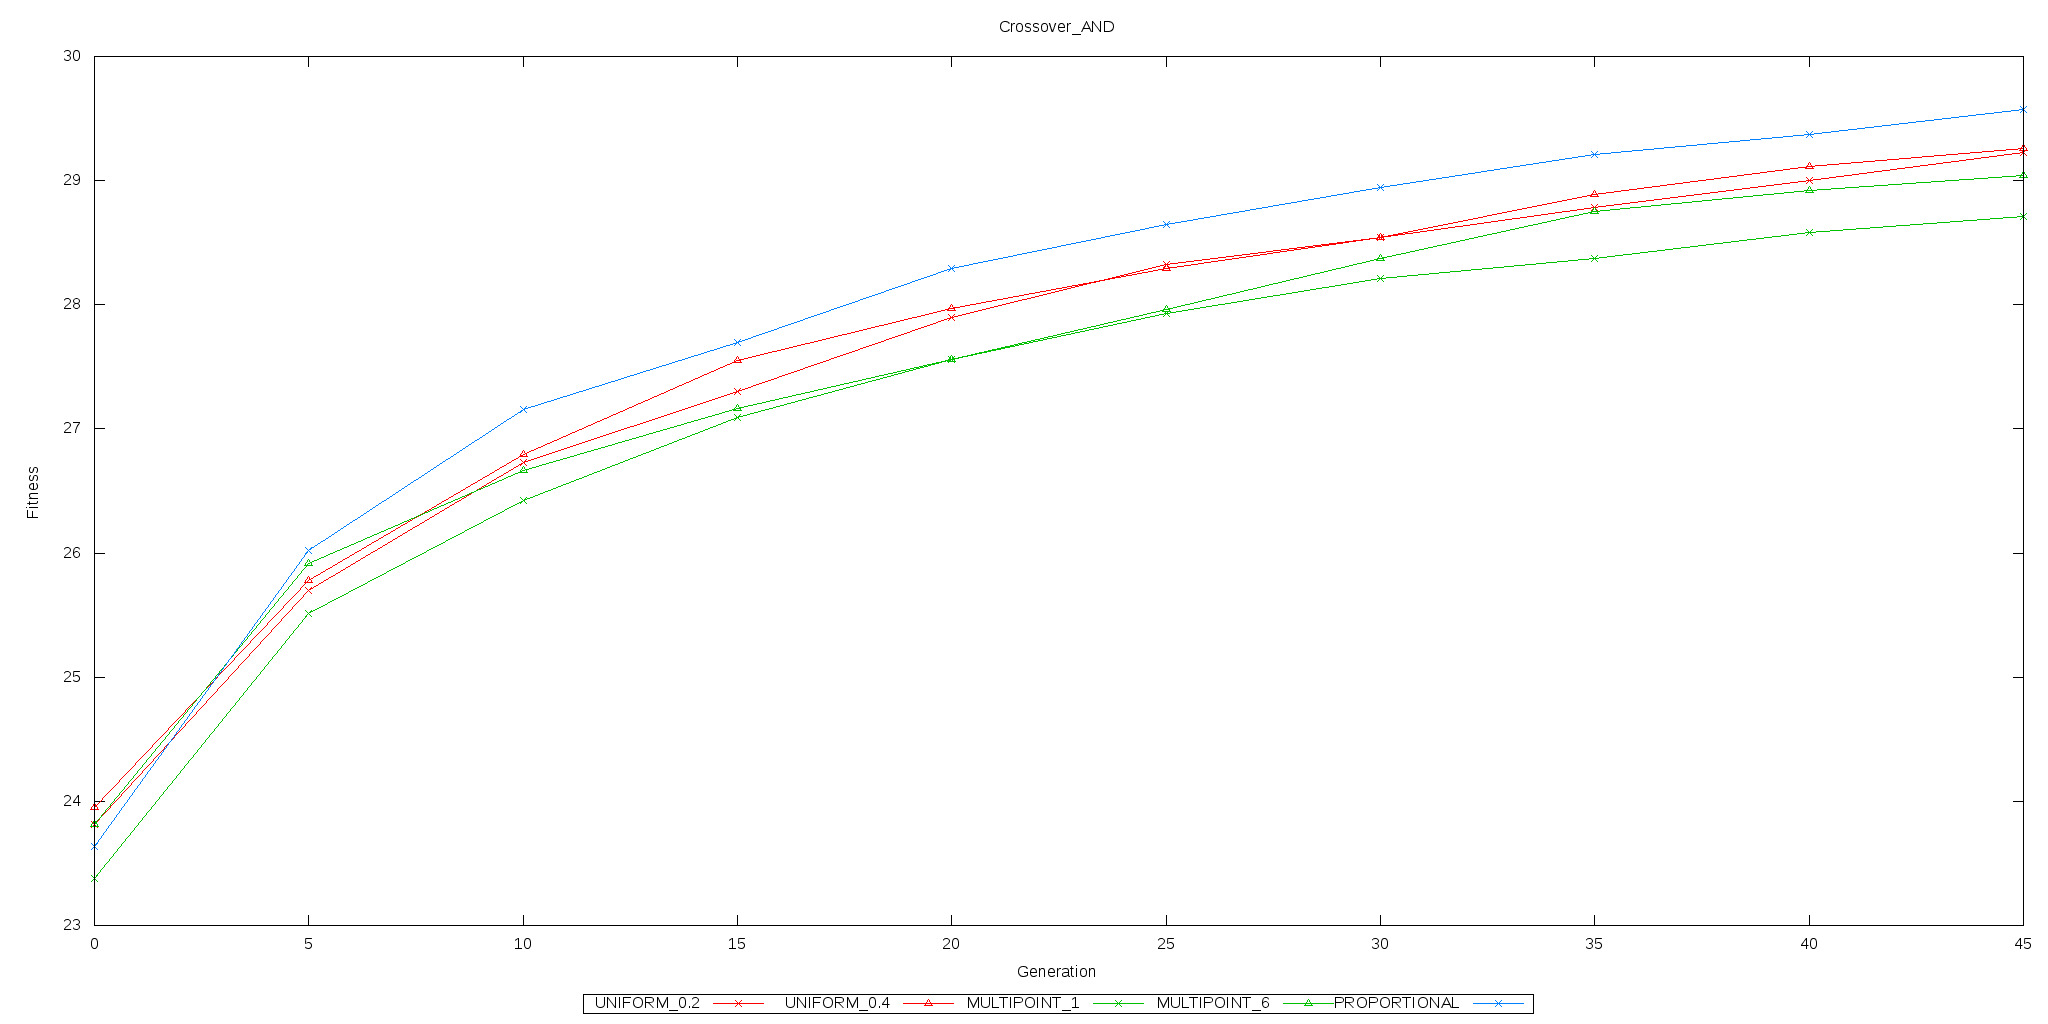 Crossover_AND
30
29
28
27
26
25
24
23
Fitness
0 5 10 15 20 25 30 35 40 45
Generation
UNIFORM_0.2 UNIFORM_0.4 MULTIPOINT_1 MULTIPOINT_6 PROPORTIONAL